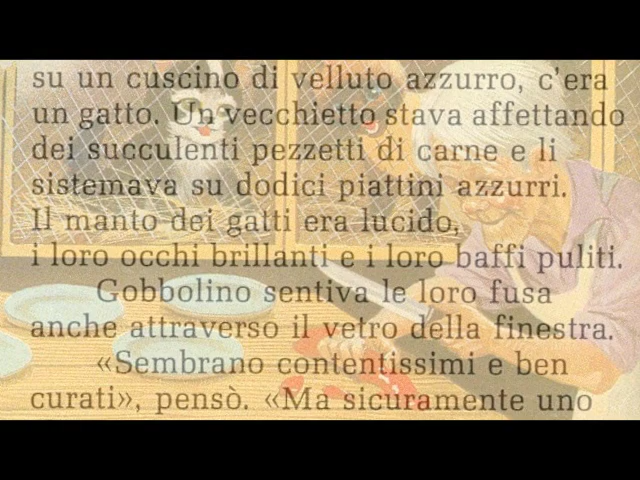 su un cuscino di velluto azzurro, c'era
un gatto. Un vecchietto stava affettando
dei succulenti pezzetti di carne e li
sistemava su dodici piattini azzurri.
Il manto dei gatti era lucido,
i loro occhi brillanti e i loro baffi puliti.
Gobbolino sentiva le loro fusa
anche attraverso il vetro della finestra.
«Sembrano contentissimi e ben
curati», pensò. «Ma sicuramente uno